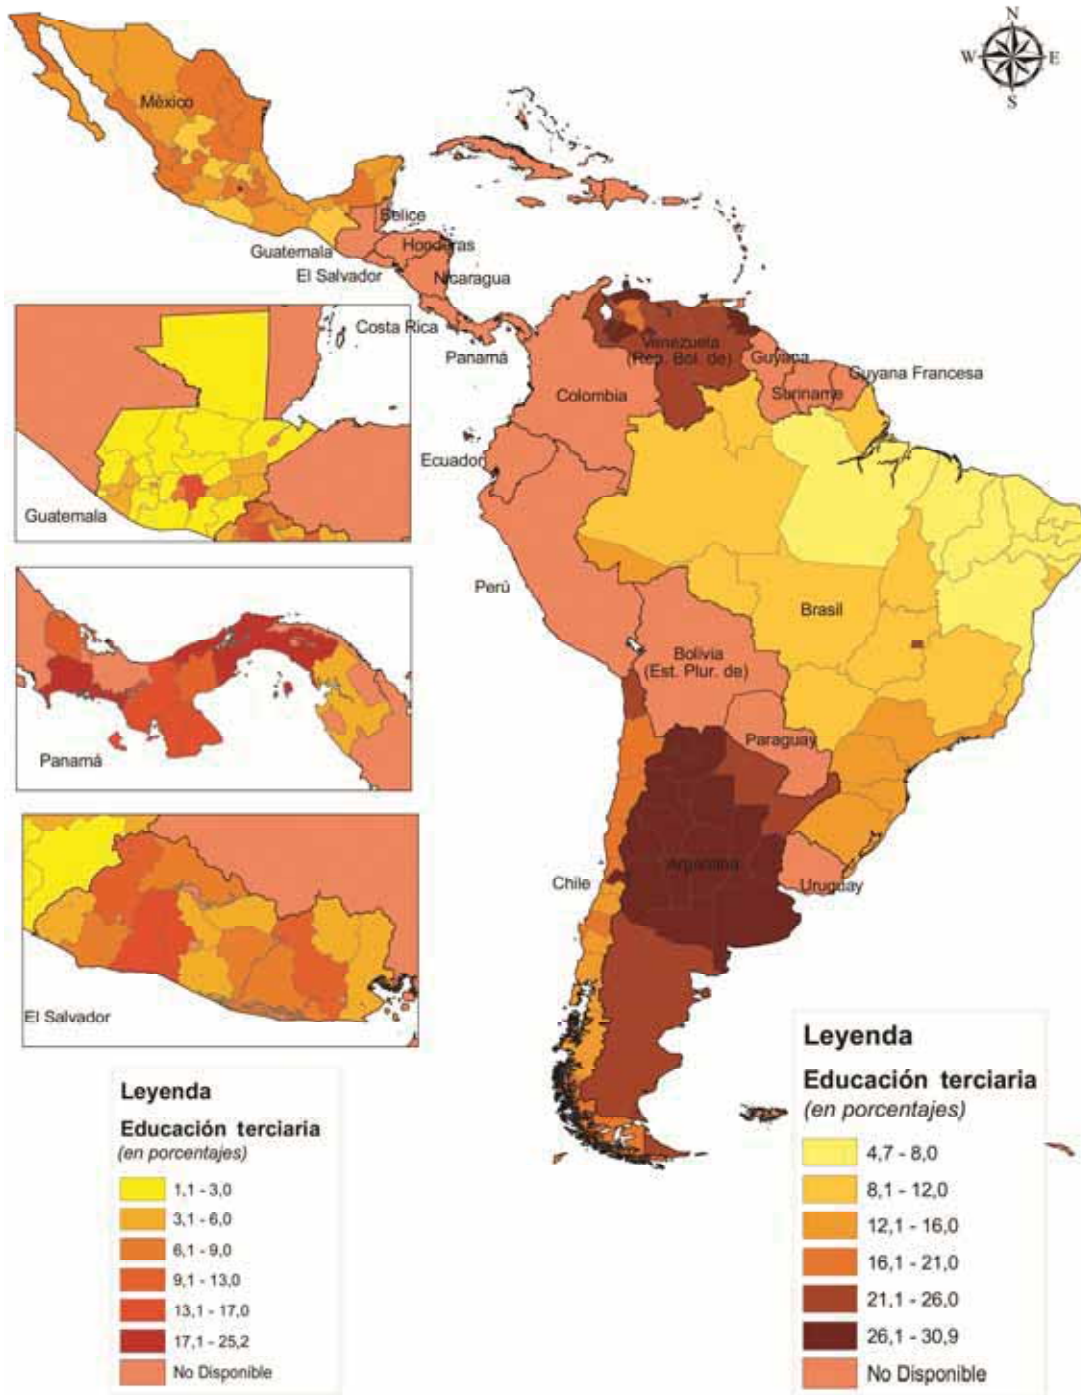 N
W E
S
México
Belice
Guatemala
Honduras
El Salvador
Nicaragua
Costa Rica
Panamá
Venezuela
(Rep. Bol. de)
Guyana
Guyana Francesa
Suriname
Colombia
Ecuador
Guatemala
Perú
Brasil
Bolivia
(Est. Plur. de)
Paraguay
Panamá
Argentina
Chile
Uruguay
El Salvador
Leyenda
Educación terciaria
(en porcentajes)
1,1 - 3,0
3,1 - 6,0
6,1 - 9,0
9,1 - 13,0
13,1 - 17,0
17,1 - 25,2
No Disponible
Leyenda
Educación terciaria
(en porcentajes)
4,7 - 8,0
8,1 - 12,0
12,1 - 16,0
16,1 - 21,0
21,1 - 26,0
26,1 - 30,9
No Disponible